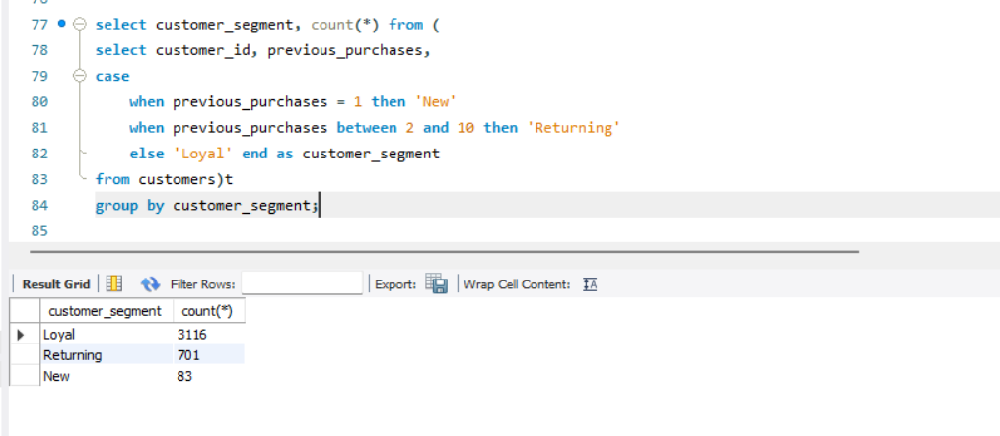 77 select customer_segment, count(*) from (
78 select customer_id, previous_purchases,
79 case
80 when previous_purchases = 1 then 'New'
81 when previous_purchases between 2 and 10 then 'Returning'
82 else 'Loyal' end as customer_segment
83 from customers)t
84 group by customer_segment;
85
Result Grid Filter Rows: Export: Wrap Cell Content: IA
customer_segment count(*)
Loyal 3116
Returning 701
New 83